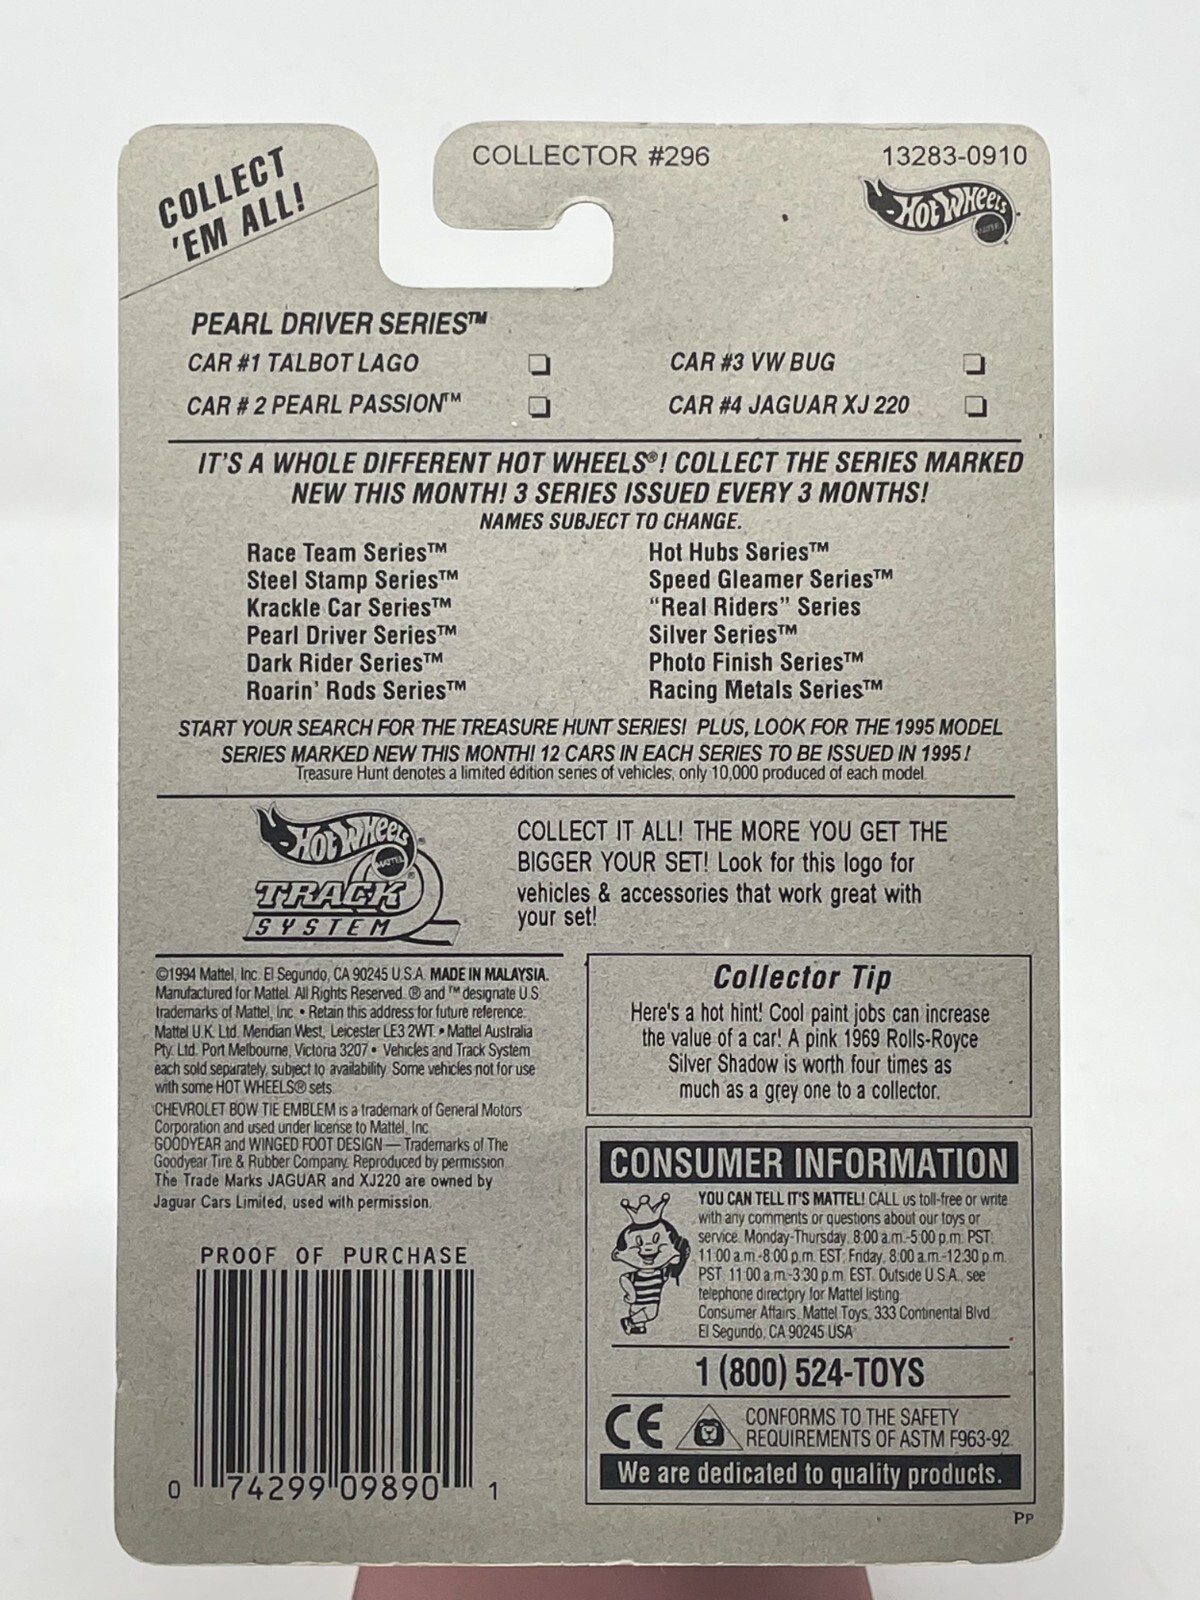 COLLECT
'EM ALL!
COLLECTOR #296
13283-0910
HOT WHEELS
MATTEL
PEARL DRIVER SERIES™
CAR #1 TALBOT LAGO
CAR #3 VW BUG
CAR # 2 PEARL PASSION™
CAR #4 JAGUAR XJ 220
IT'S A WHOLE DIFFERENT HOT WHEELS®! COLLECT THE SERIES MARKED
NEW THIS MONTH! 3 SERIES ISSUED EVERY 3 MONTHS!
NAMES SUBJECT TO CHANGE.
Race Team Series™
Steel Stamp Series™
Krackle Car Series™
Pearl Driver Series™
Dark Rider Series™
Roarin' Rods Series™
Hot Hubs Series™
Speed Gleamer Series™
"Real Riders" Series
Silver Series™
Photo Finish Series™
Racing Metals Series™
START YOUR SEARCH FOR THE TREASURE HUNT SERIES! PLUS, LOOK FOR THE 1995 MODEL
SERIES MARKED NEW THIS MONTH! 12 CARS IN EACH SERIES TO BE ISSUED IN 1995!
Treasure Hunt denotes a limited edition series of vehicles, only 10,000 produced of each model.
HOT WHEELS®
MATTEL
TRACK®
SYSTEM
COLLECT IT ALL! THE MORE YOU GET THE
BIGGER YOUR SET! Look for this logo for
vehicles & accessories that work great with
your set!
©1994 Mattel, Inc. El Segundo, CA 90245 U.S.A. MADE IN MALAYSIA.
Manufactured for Mattel. All Rights Reserved. ® and ™ designate U.S.
trademarks of Mattel, Inc. • Retain this address for future reference:
Mattel U.K. Ltd. Meridian West, Leicester LE3 2WT. • Mattel Australia
Pty. Ltd. Port Melbourne, Victoria 3207 • Vehicles and Track System
each sold separately, subject to availability. Some vehicles not for use
with some HOT WHEELS® sets.
CHEVROLET BOW TIE EMBLEM is a trademark of General Motors
Corporation and used under license to Mattel, Inc.
GOODYEAR and WINGED FOOT DESIGN — Trademarks of The
Goodyear Tire & Rubber Company. Reproduced by permission.
The Trade Marks JAGUAR and XJ220 are owned by
Jaguar Cars Limited, used with permission.
Collector Tip
Here's a hot hint! Cool paint jobs can increase
the value of a car! A pink 1969 Rolls-Royce
Silver Shadow is worth four times as
much as a grey one to a collector.
CONSUMER INFORMATION
YOU CAN TELL IT'S MATTEL! CALL us toll-free or write
with any comments or questions about our toys or
service. Monday-Thursday, 8:00 a.m.-5:00 p.m. PST.
11:00 a.m.-8:00 p.m. EST. Friday, 8:00 a.m.-12:30 p.m.
PST. 11:00 a.m.-3:30 p.m. EST. Outside U.S.A., see
telephone directory for Mattel listing.
Consumer Affairs, Mattel Toys, 333 Continental Blvd.,
El Segundo, CA 90245 USA
1 (800) 524-TOYS
CE
CONFORMS TO THE SAFETY
REQUIREMENTS OF ASTM F963-92.
We are dedicated to quality products.
PROOF OF PURCHASE
0 74299 09890 1
PP